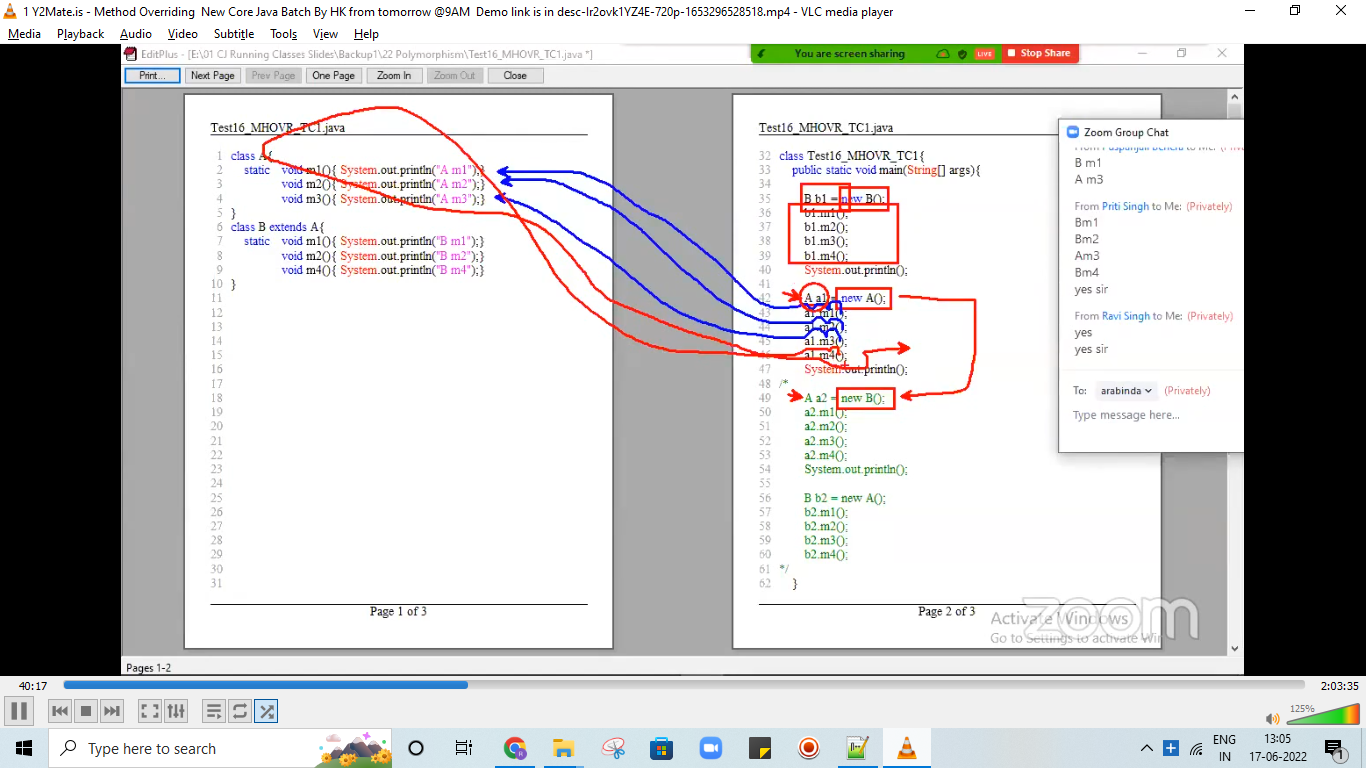 1 Y2Mate.is - Method Overriding  New Core Java Batch By HK from tomorrow @9AM  Demo link is in desc-lr2ovk1YZ4E-720p-1653296528518.mp4 - VLC media player
Media Playback Audio Video Subtitle Tools View Help
EditPlus - [E:\01 CJ Running Classes Slides\Backup1\22 Polymorphism\Test16_MHOVR_TC1.java *]
You are screen sharing LIVE Stop Share
Print... Next Page Prev Page One Page Zoom In Zoom Out Close
Test16_MHOVR_TC1.java
1 class A{
2 static void m1(){ System.out.println("A m1");}
3 void m2(){ System.out.println("A m2");}
4 void m3(){ System.out.println("A m3");}
5 }
6 class B extends A{
7 static void m1(){ System.out.println("B m1");}
8 void m2(){ System.out.println("B m2");}
9 void m4(){ System.out.println("B m4");}
10 }
11
12
13
14
15
16
17
18
19
20
21
22
23
24
25
26
27
28
29
30
31
Page 1 of 3
Test16_MHOVR_TC1.java
32 class Test16_MHOVR_TC1{
33 public static void main(String[] args){
34
35 B b1 = new B();
36 b1.m1();
37 b1.m2();
38 b1.m3();
39 b1.m4();
40 System.out.println();
41
42 A a1 = new A();
43 a1.m1();
44 a1.m2();
45 a1.m3();
46 a1.m4();
47 System.out.println();
48 /*
49 A a2 = new B();
50 a2.m1();
51 a2.m2();
52 a2.m3();
53 a2.m4();
54 System.out.println();
55
56 B b2 = new A();
57 b2.m1();
58 b2.m2();
59 b2.m3();
60 b2.m4();
61 */
62 }
Page 2 of 3
Zoom Group Chat
to Me: (Privately)
B m1
A m3
From Priti Singh to Me: (Privately)
Bm1
Bm2
Am3
Bm4
yes sir
From Ravi Singh to Me: (Privately)
yes
yes sir
To: arabinda (Privately)
Type message here...
zoom
Activate Windows
Go to Settings to activate Win
Pages 1-2
40:17
2:03:35
125%
Type here to search
ENG
IN
13:05
17-06-2022
1